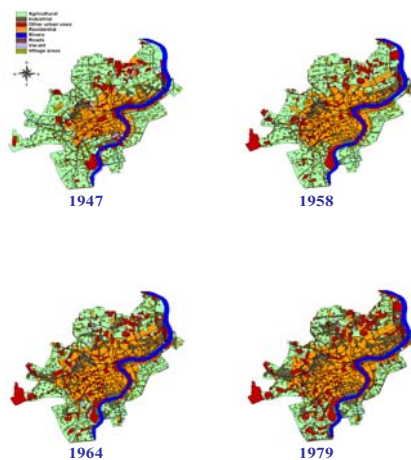 Agricultural
Industrial
Other urban uses
Residential
Rivers
Roads
Vacant
Village areas
1947
1958
1964
1979